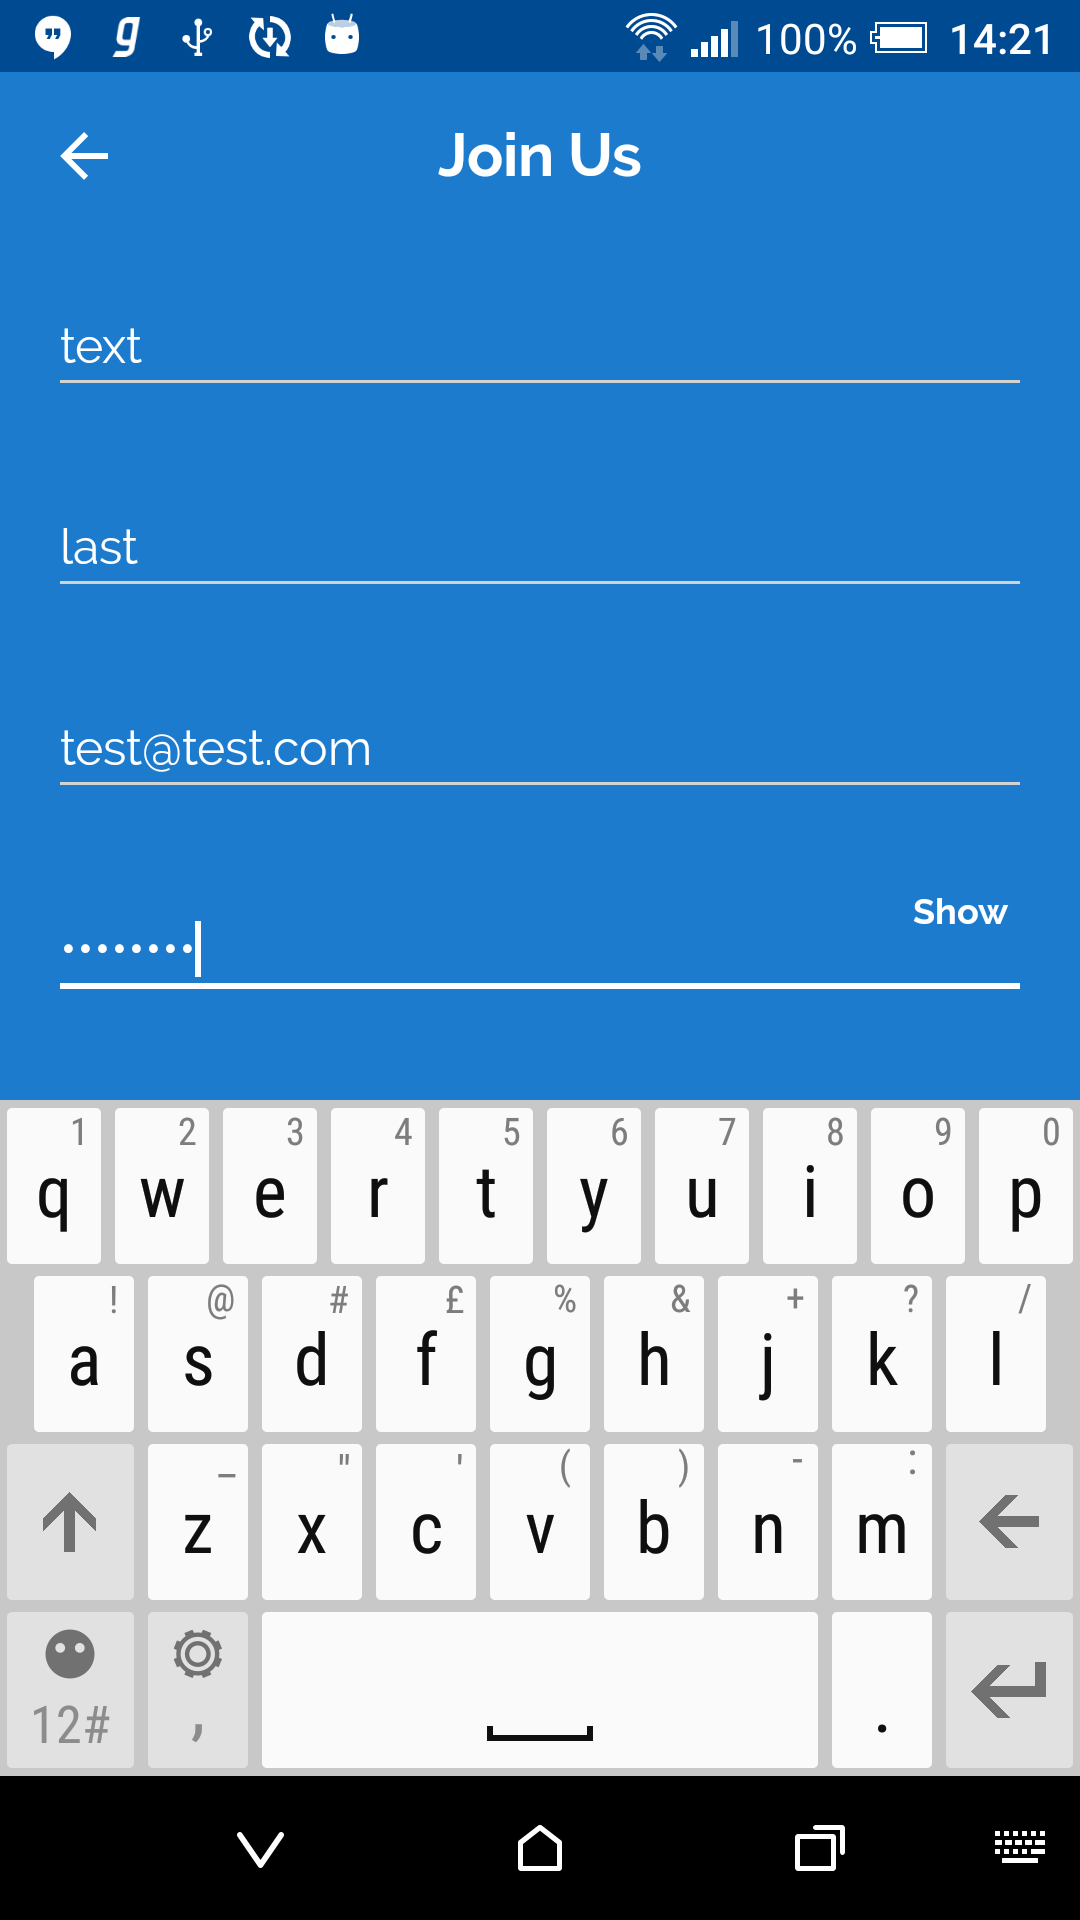 100% 14:21
Join Us
text
last
test@test.com
Show
••••••••
1 2 3 4 5 6 7 8 9 0
q w e r t y u i o p
! @ # £ % & + ? /
a s d f g h j k l
_ " ' ( ) - :
z x c v b n m
12# , .